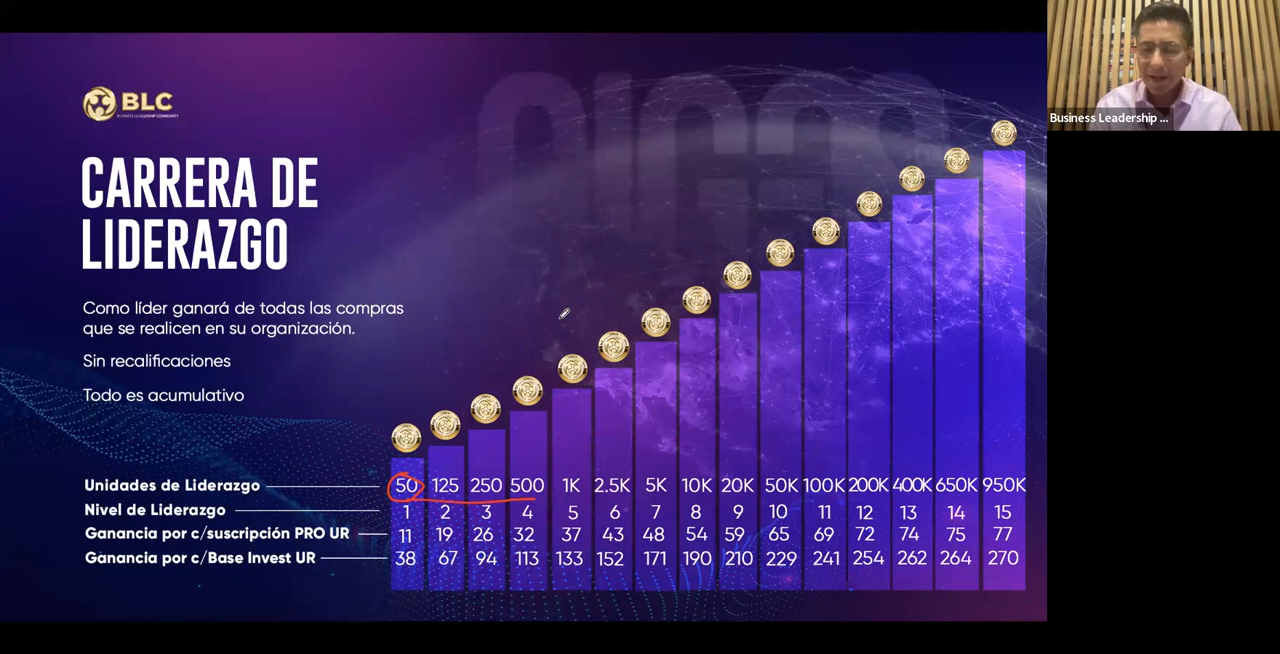 BLC
BUSINESS LEADERSHIP COMMUNITY
CARRERA DE
LIDERAZGO
Como líder ganará de todas las compras
que se realicen en su organización.
Sin recalificaciones
Todo es acumulativo
Unidades de Liderazgo 50 125 250 500 1K 2.5K 5K 10K 20K 50K 100K 200K 400K 650K 950K
Nivel de Liderazgo 1 2 3 4 5 6 7 8 9 10 11 12 13 14 15
Ganancia por c/suscripción PRO UR 11 19 26 32 37 43 48 54 59 65 69 72 74 75 77
Ganancia por c/Base Invest UR 38 67 94 113 133 152 171 190 210 229 241 254 262 264 270
Business Leadership ...